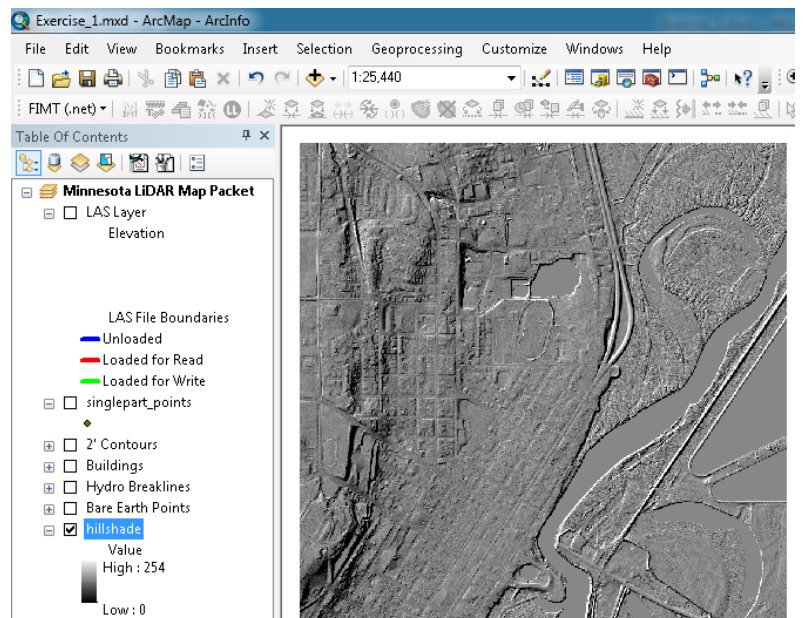 Exercise_1.mxd - ArcMap - ArcInfo
File Edit View Bookmarks Insert Selection Geoprocessing Customize Windows Help
1:25,440
FIMT (.net)
Table Of Contents
Minnesota LiDAR Map Packet
LAS Layer
Elevation
LAS File Boundaries
Unloaded
Loaded for Read
Loaded for Write
singlepart_points
2' Contours
Buildings
Hydro Breaklines
Bare Earth Points
hillshade
Value
High : 254
Low : 0